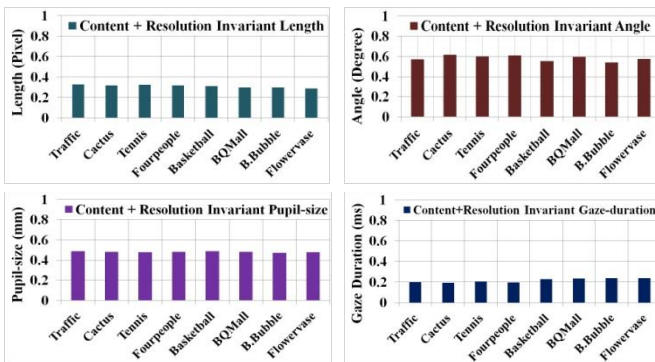 Content + Resolution Invariant Length
Length (Pixel)
1
0.8
0.6
0.4
0.2
0
Traffic
Cactus
Tennis
Fourpeople
Basketball
BQMall
B.Bubble
Flowervase
Content + Resolution Invariant Angle
Angle (Degree)
1
0.8
0.6
0.4
0.2
0
Traffic
Cactus
Tennis
Fourpeople
Basketball
BQMall
B.Bubble
Flowervase
Content + Resolution Invariant Pupil-size
Pupil-size (mm)
1
0.8
0.6
0.4
0.2
0
Traffic
Cactus
Tennis
Fourpeople
Basketball
BQMall
B.Bubble
Flowervase
Content+Resolution Invariant Gaze-duration
Gaze Duration (ms)
1
0.8
0.6
0.4
0.2
0
Traffic
Cactus
Tennis
Fourpeople
Basketball
BQMall
B.Bubble
Flowervase